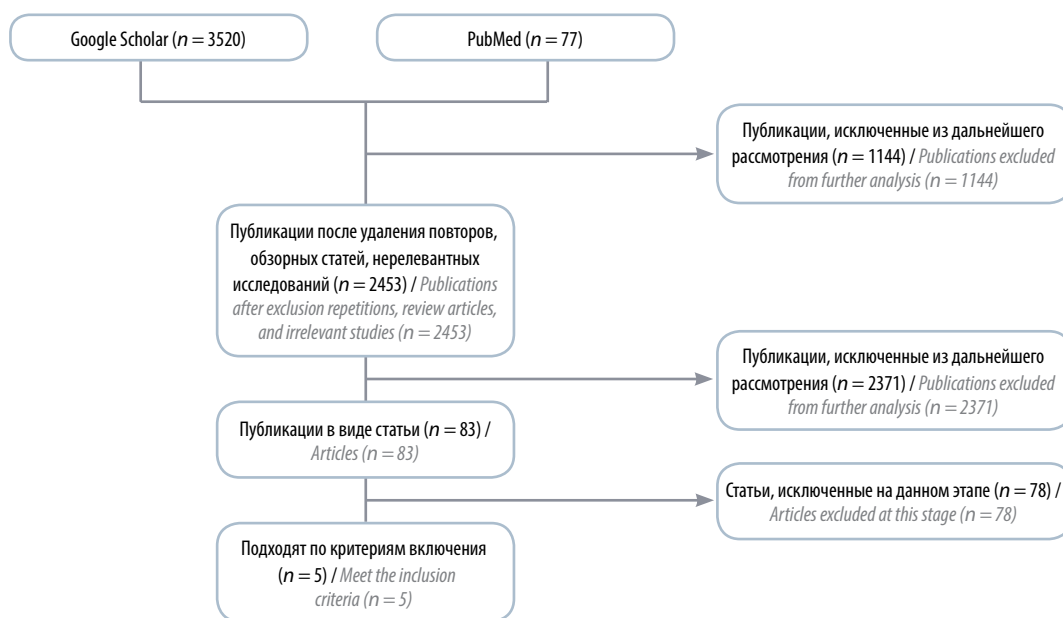 Google Scholar (n = 3520)
PubMed (n = 77)
Публикации, исключенные из дальнейшего
рассмотрения (n = 1144) / Publications excluded
from further analysis (n = 1144)
Публикации после удаления повторов,
обзорных статей, нерелевантных
исследований (n = 2453) / Publications
after exclusion repetitions, review articles,
and irrelevant studies (n = 2453)
Публикации, исключенные из дальнейшего
рассмотрения (n = 2371) / Publications excluded
from further analysis (n = 2371)
Публикации в виде статьи (n = 83) /
Articles (n = 83)
Статьи, исключенные на данном этапе (n = 78) /
Articles excluded at this stage (n = 78)
Подходят по критериям включения
(n = 5) / Meet the inclusion
criteria (n = 5)